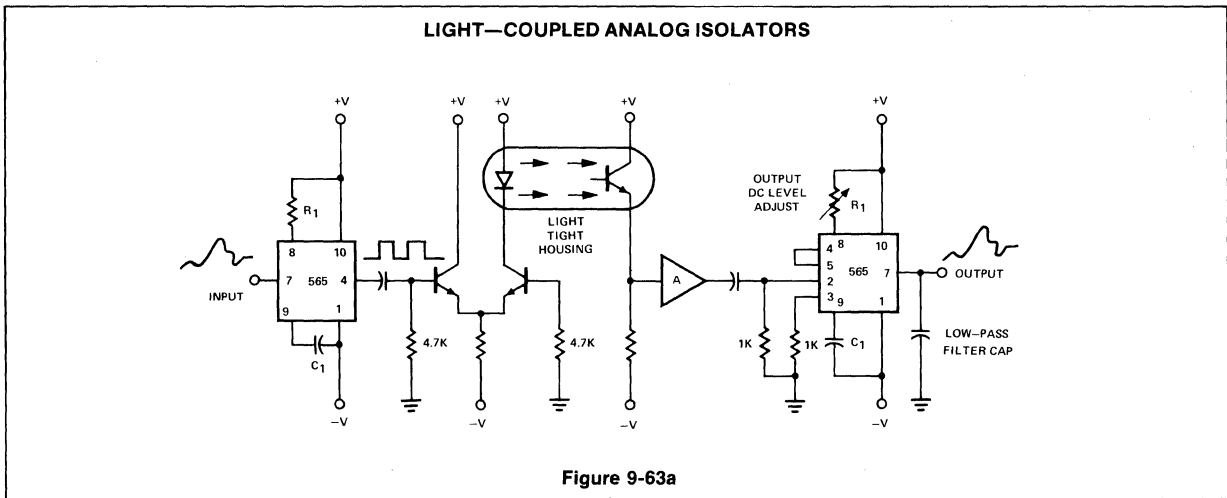 LIGHT—COUPLED ANALOG ISOLATORS
+V
+V
+V
+V
+V
R1
8
10
7
565
4
9
1
INPUT
C1
-V
4.7K
-V
4.7K
LIGHT
TIGHT
HOUSING
-V
A
1K
1K
OUTPUT
DC LEVEL
ADJUST
R1
8
10
4
5
565
7
2
3
9
1
C1
-V
OUTPUT
LOW-PASS
FILTER CAP
Figure 9-63a